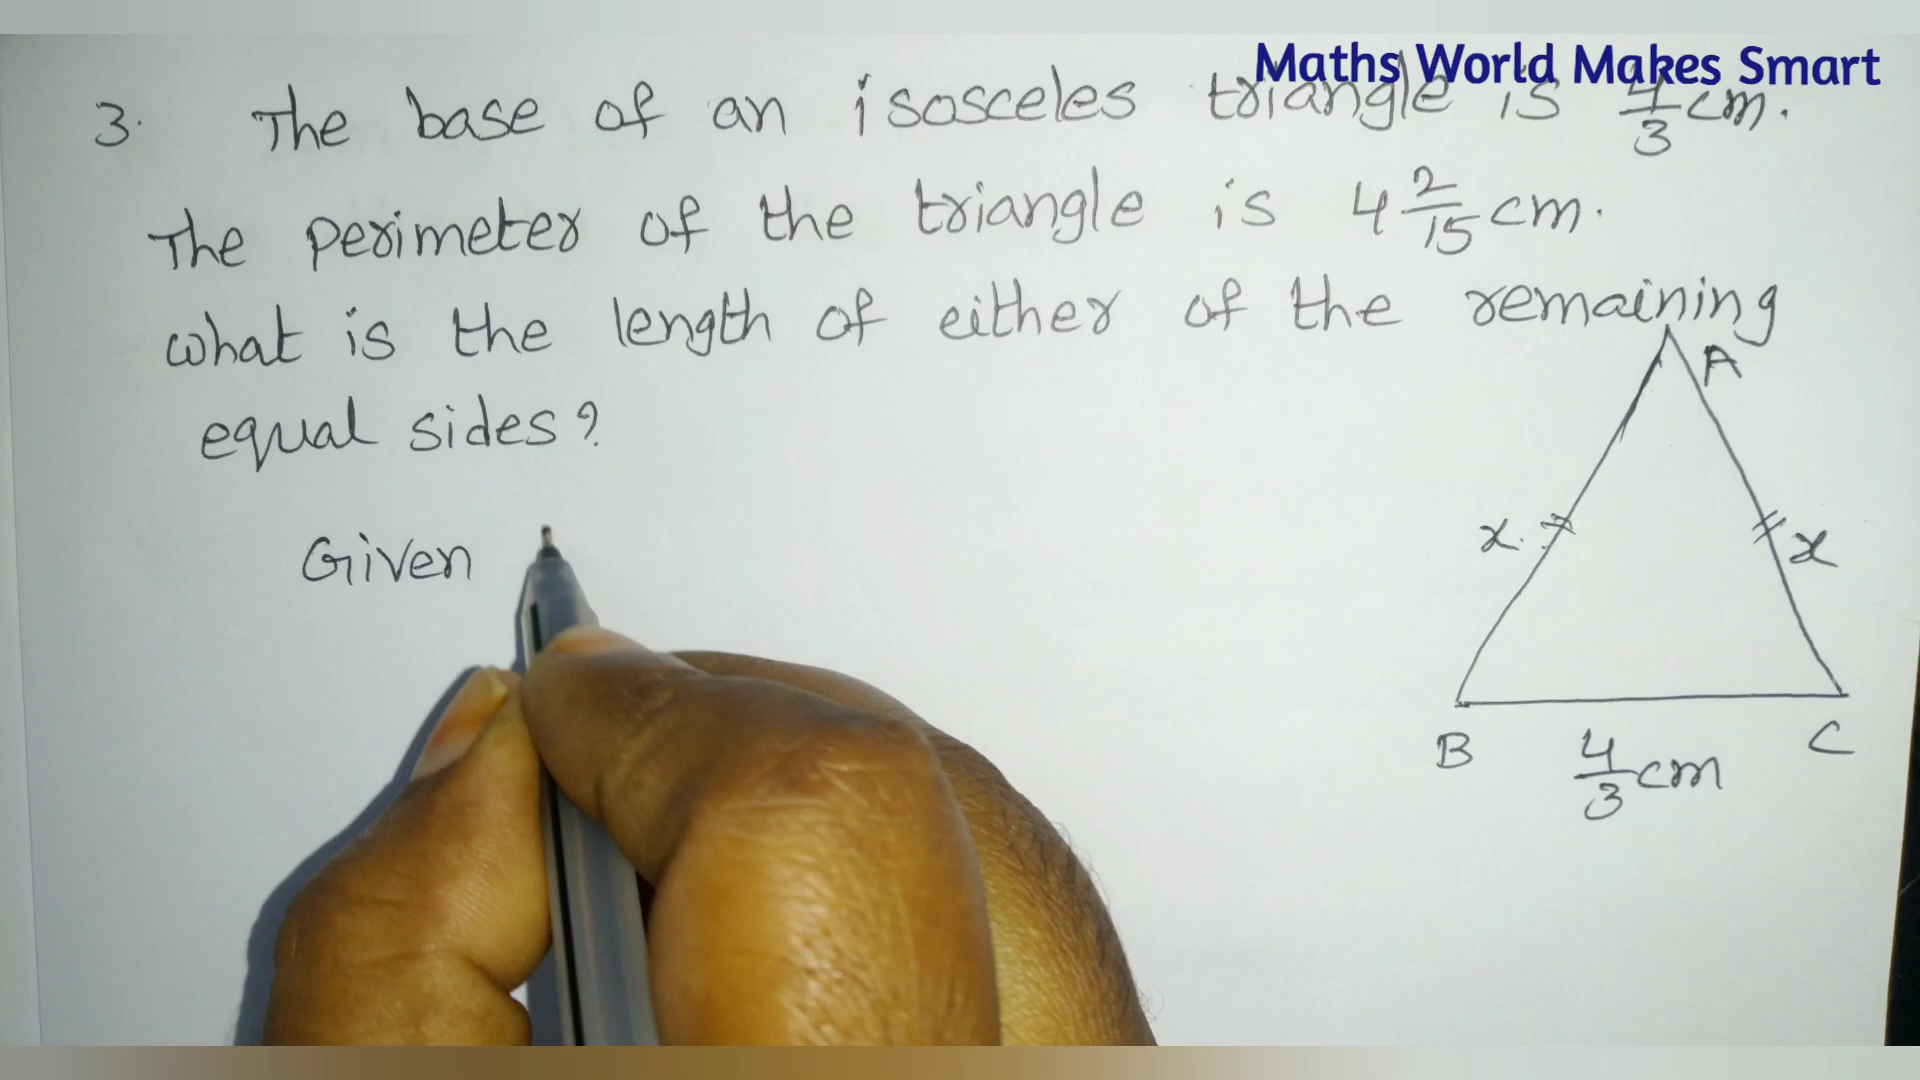 Maths World Makes Smart
3. The base of an isosceles triangle is 4/3 cm.
The perimeter of the triangle is 4 2/15 cm.
what is the length of either of the remaining
equal sides?
Given
A
x. x
B C
4/3 cm